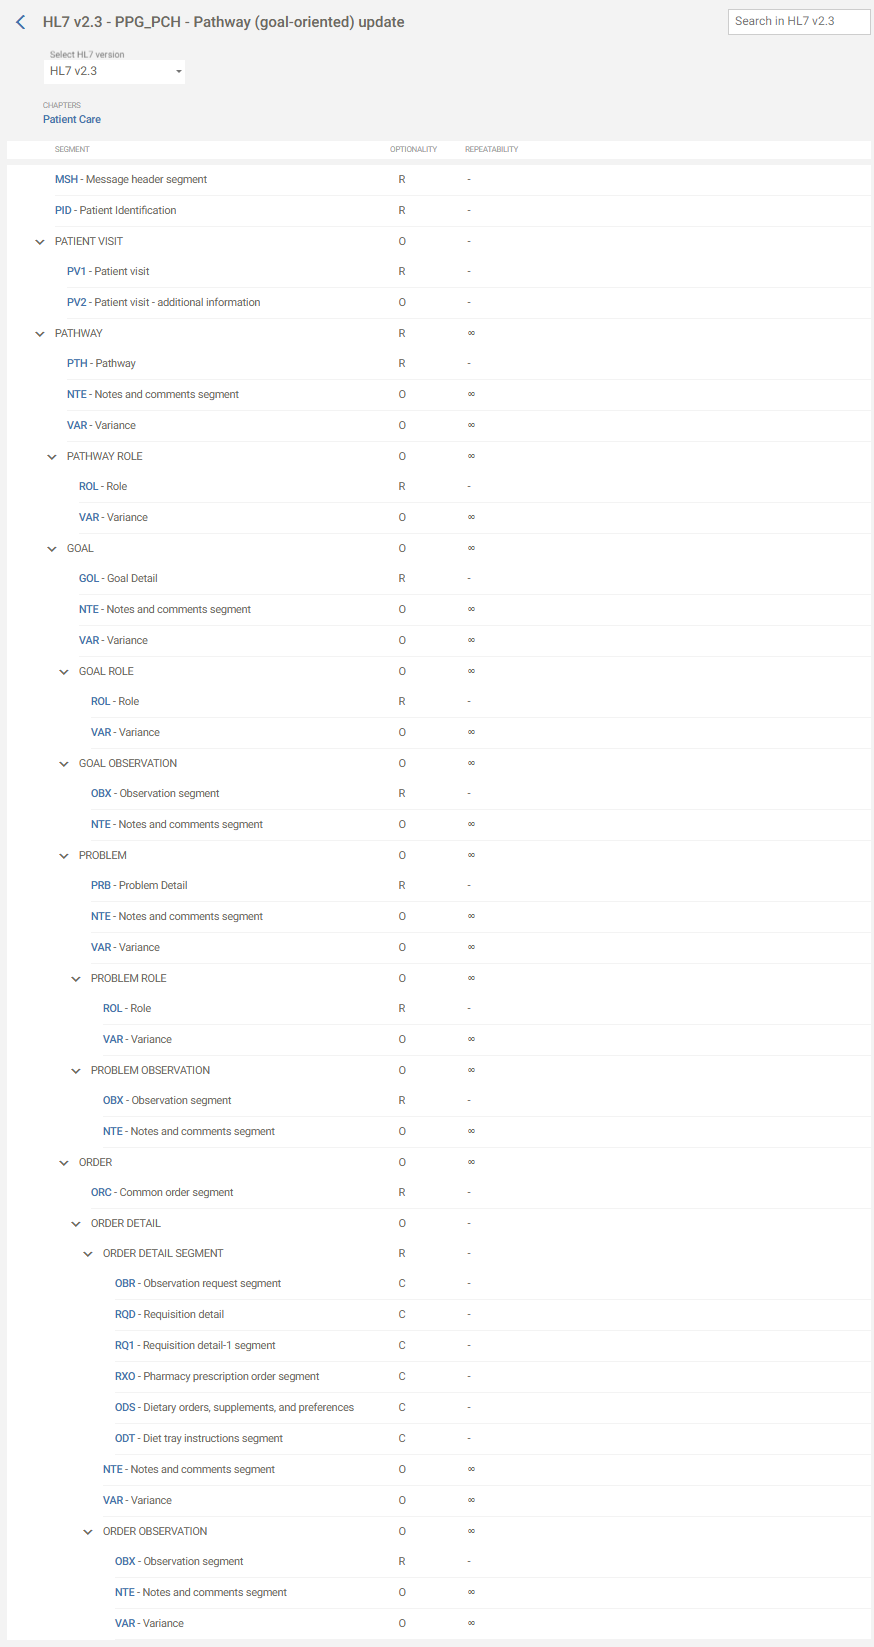 HL7 v2.3 - PPG_PCH - Pathway (goal-oriented) update
Search in HL7 v2.3
Select HL7 version
HL7 v2.3
CHAPTERS
Patient Care
SEGMENT OPTIONALITY REPEATABILITY
MSH - Message header segment R -
PID - Patient Identification R -
PATIENT VISIT O -
PV1 - Patient visit R -
PV2 - Patient visit - additional information O -
PATHWAY R ∞
PTH - Pathway R -
NTE - Notes and comments segment O ∞
VAR - Variance O ∞
PATHWAY ROLE O ∞
ROL - Role R -
VAR - Variance O ∞
GOAL O ∞
GOL - Goal Detail R -
NTE - Notes and comments segment O ∞
VAR - Variance O ∞
GOAL ROLE O ∞
ROL - Role R -
VAR - Variance O ∞
GOAL OBSERVATION O ∞
OBX - Observation segment R -
NTE - Notes and comments segment O ∞
PROBLEM O ∞
PRB - Problem Detail R -
NTE - Notes and comments segment O ∞
VAR - Variance O ∞
PROBLEM ROLE O ∞
ROL - Role R -
VAR - Variance O ∞
PROBLEM OBSERVATION O ∞
OBX - Observation segment R -
NTE - Notes and comments segment O ∞
ORDER O ∞
ORC - Common order segment R -
ORDER DETAIL O -
ORDER DETAIL SEGMENT R -
OBR - Observation request segment C -
RQD - Requisition detail C -
RQ1 - Requisition detail-1 segment C -
RXO - Pharmacy prescription order segment C -
ODS - Dietary orders, supplements, and preferences C -
ODT - Diet tray instructions segment C -
NTE - Notes and comments segment O ∞
VAR - Variance O ∞
ORDER OBSERVATION O ∞
OBX - Observation segment R -
NTE - Notes and comments segment O ∞
VAR - Variance O ∞